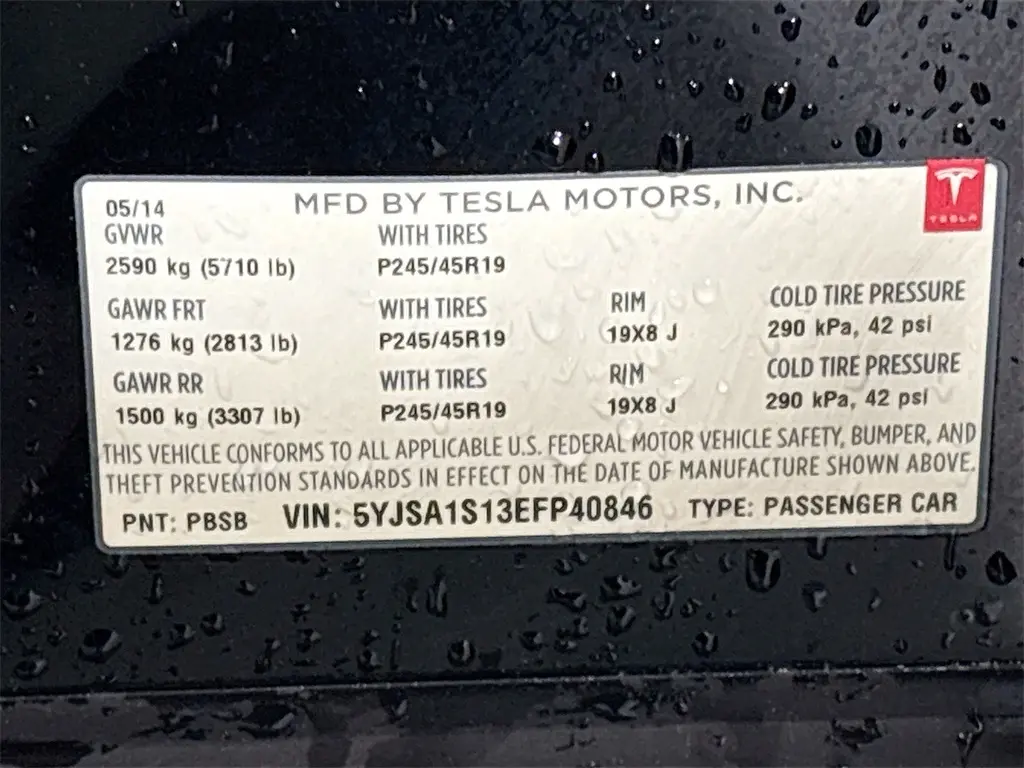 MFD BY TESLA MOTORS, INC.
TESLA
05/14
GVWR WITH TIRES
2590 kg (5710 lb) P245/45R19
GAWR FRT WITH TIRES RIM COLD TIRE PRESSURE
1276 kg (2813 lb) P245/45R19 19X8 J 290 kPa, 42 psi
GAWR RR WITH TIRES RIM COLD TIRE PRESSURE
1500 kg (3307 lb) P245/45R19 19X8 J 290 kPa, 42 psi
THIS VEHICLE CONFORMS TO ALL APPLICABLE U.S. FEDERAL MOTOR VEHICLE SAFETY, BUMPER, AND
THEFT PREVENTION STANDARDS IN EFFECT ON THE DATE OF MANUFACTURE SHOWN ABOVE.
PNT: PBSB VIN: 5YJSA1S13EFP40846 TYPE: PASSENGER CAR